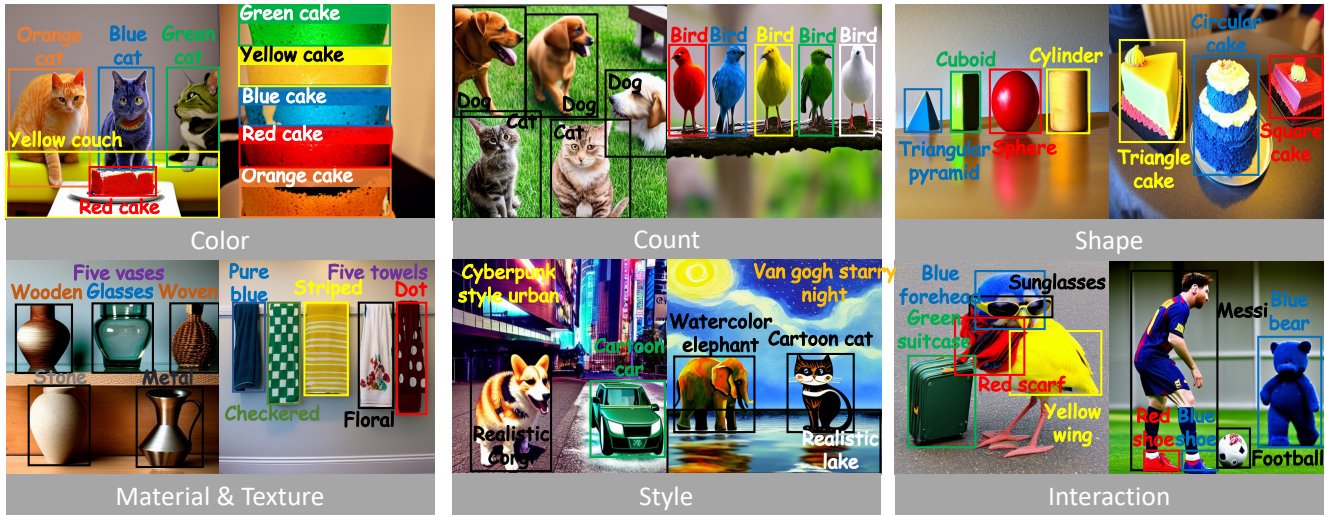 Orange
cat
Blue
cat
Green
cat
Yellow couch
Red cake
Green cake
Yellow cake
Blue cake
Red cake
Orange cake
Color
Dog
Dog
Dog
Cat
Cat
Bird
Bird
Bird
Bird
Bird
Count
Cuboid
Cylinder
Triangular
pyramid
Sphere
Circular
cake
Triangle
cake
Square
cake
Shape
Five vases
Wooden
Glasses
Woven
Stone
Metal
Pure
blue
Five towels
Striped
Dot
Checkered
Floral
Material & Texture
Cyberpunk
style urban
Cartoon
car
Realistic
Corgi
Van gogh starry
night
Watercolor
elephant
Cartoon cat
Realistic
lake
Style
Blue
forehead
Sunglasses
Green
suitcase
Red scarf
Yellow
wing
Messi
Blue
bear
Red
shoe
Blue
shoe
Football
Interaction